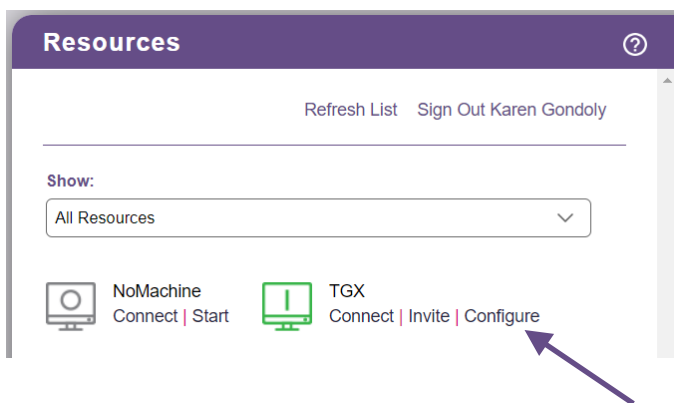 Resources
Refresh List Sign Out Karen Gondoly
Show:
All Resources
NoMachine TGX
Connect | Start Connect | Invite | Configure